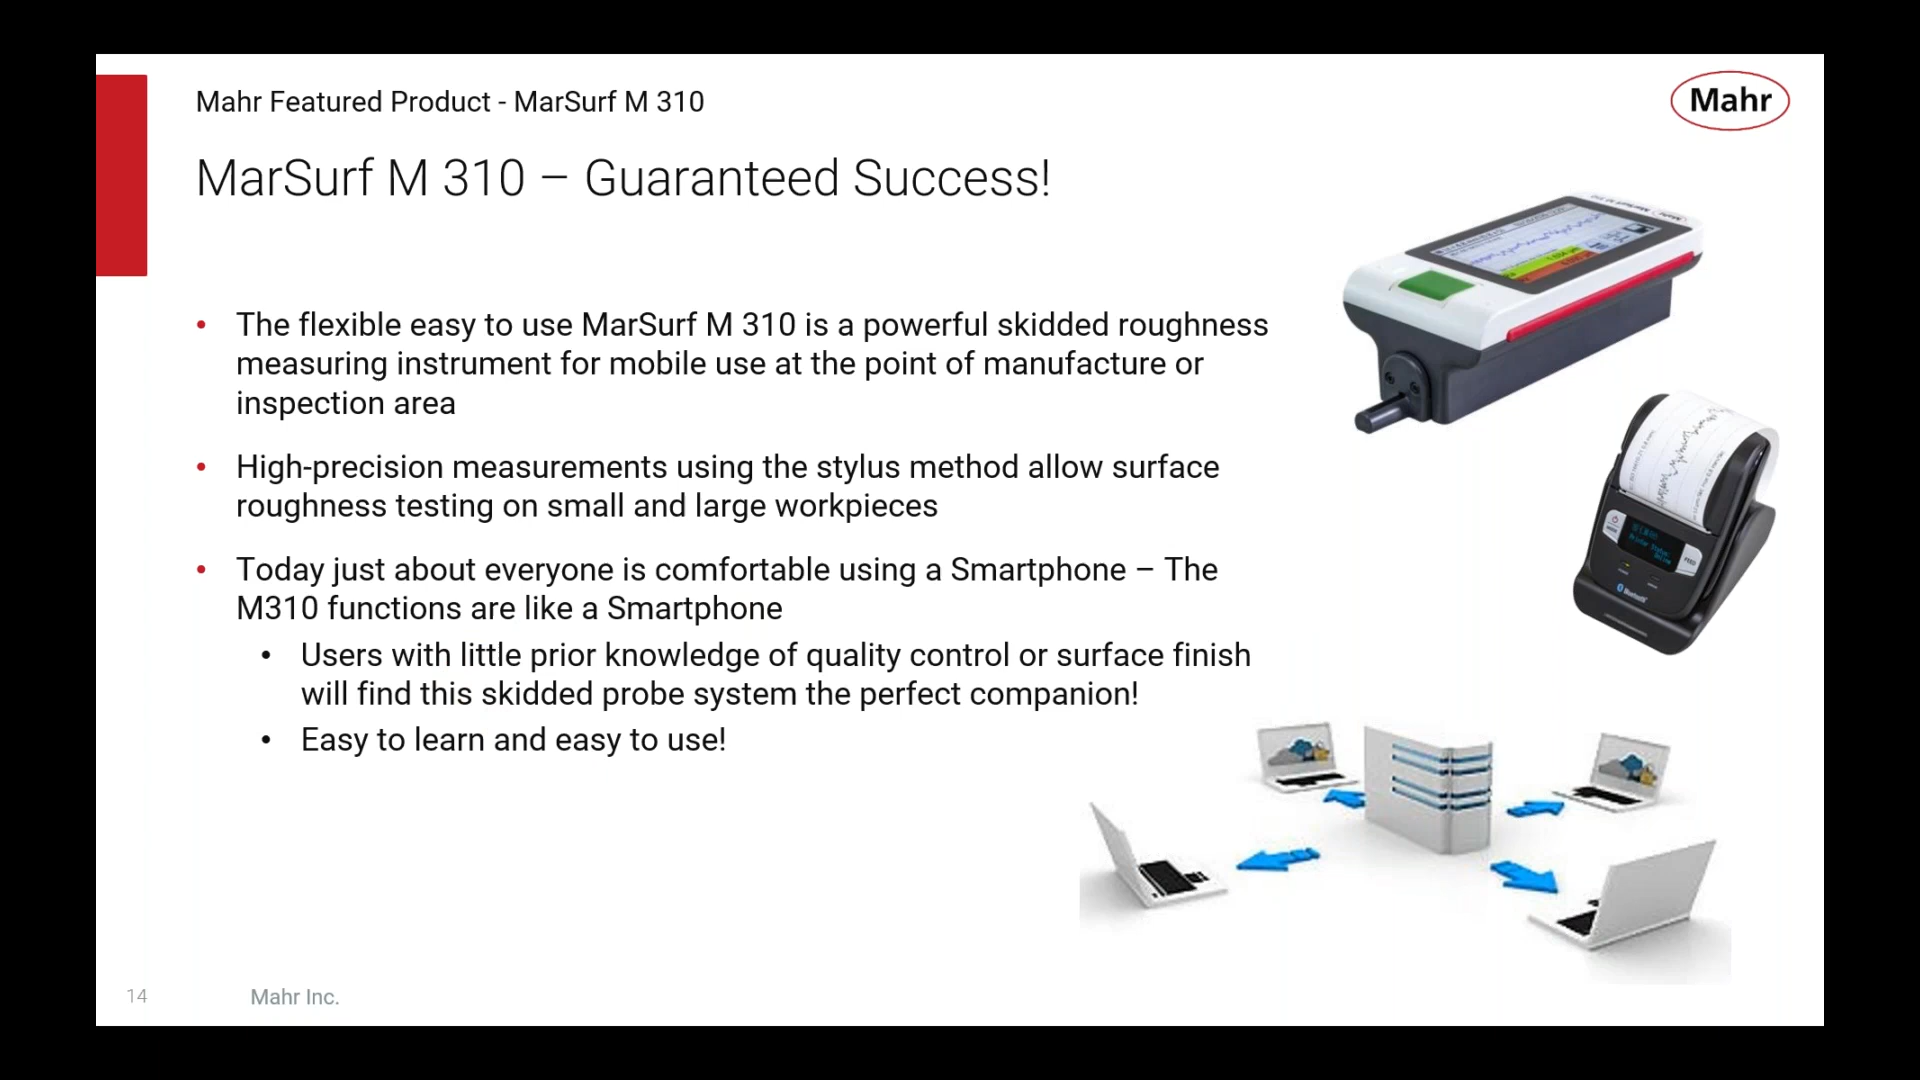 Mahr Featured Product - MarSurf M 310
Mahr
MarSurf M 310 – Guaranteed Success!
• The flexible easy to use MarSurf M 310 is a powerful skidded roughness
measuring instrument for mobile use at the point of manufacture or
inspection area
• High-precision measurements using the stylus method allow surface
roughness testing on small and large workpieces
• Today just about everyone is comfortable using a Smartphone – The
M310 functions are like a Smartphone
• Users with little prior knowledge of quality control or surface finish
will find this skidded probe system the perfect companion!
• Easy to learn and easy to use!
FEED
Bluetooth
14
Mahr Inc.